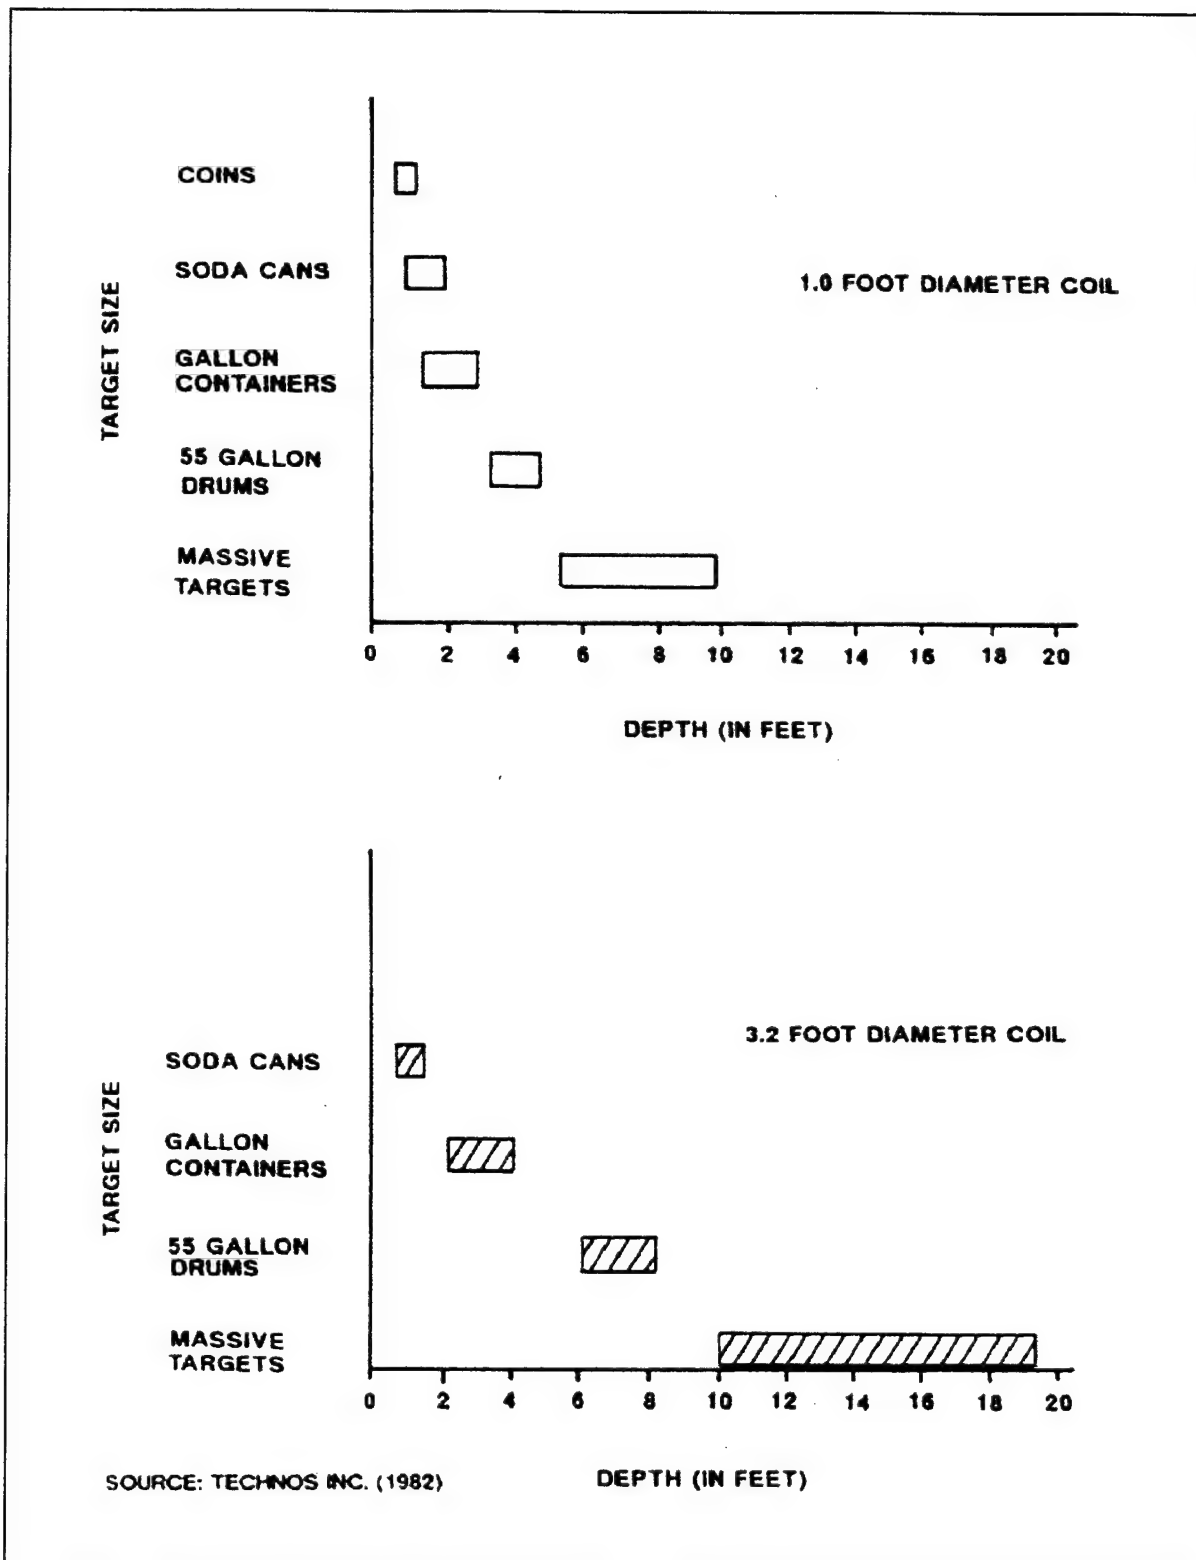 COINS
SODA CANS
1.0 FOOT DIAMETER COIL
GALLON
CONTAINERS
TARGET SIZE
55 GALLON
DRUMS
MASSIVE
TARGETS
0 2 4 6 8 10 12 14 16 18 20
DEPTH (IN FEET)
3.2 FOOT DIAMETER COIL
SODA CANS
GALLON
CONTAINERS
TARGET SIZE
55 GALLON
DRUMS
MASSIVE
TARGETS
0 2 4 6 8 10 12 14 16 18 20
SOURCE: TECHNOS INC. (1982)
DEPTH (IN FEET)